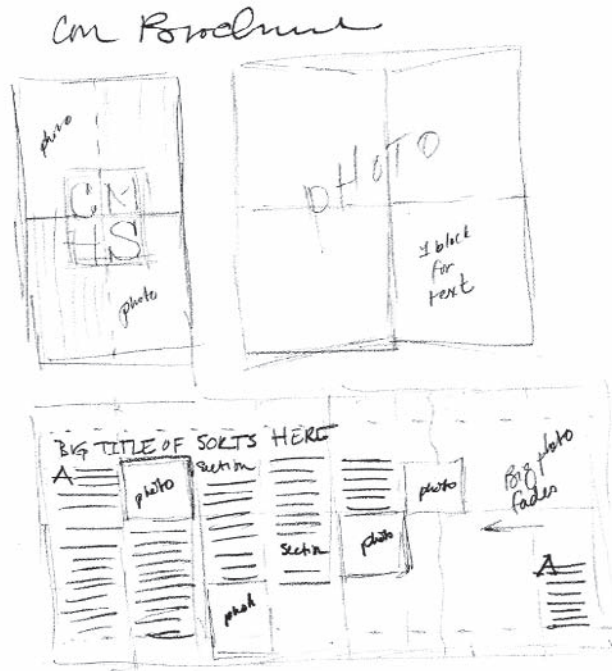 Cm Brochure
photo
CM
HS
photo
PHOTO
1 block
for
text
BIG TITLE OF SORTS HERE
A
photo
Section
Section
photo
photo
photo
Big photo
fades
A